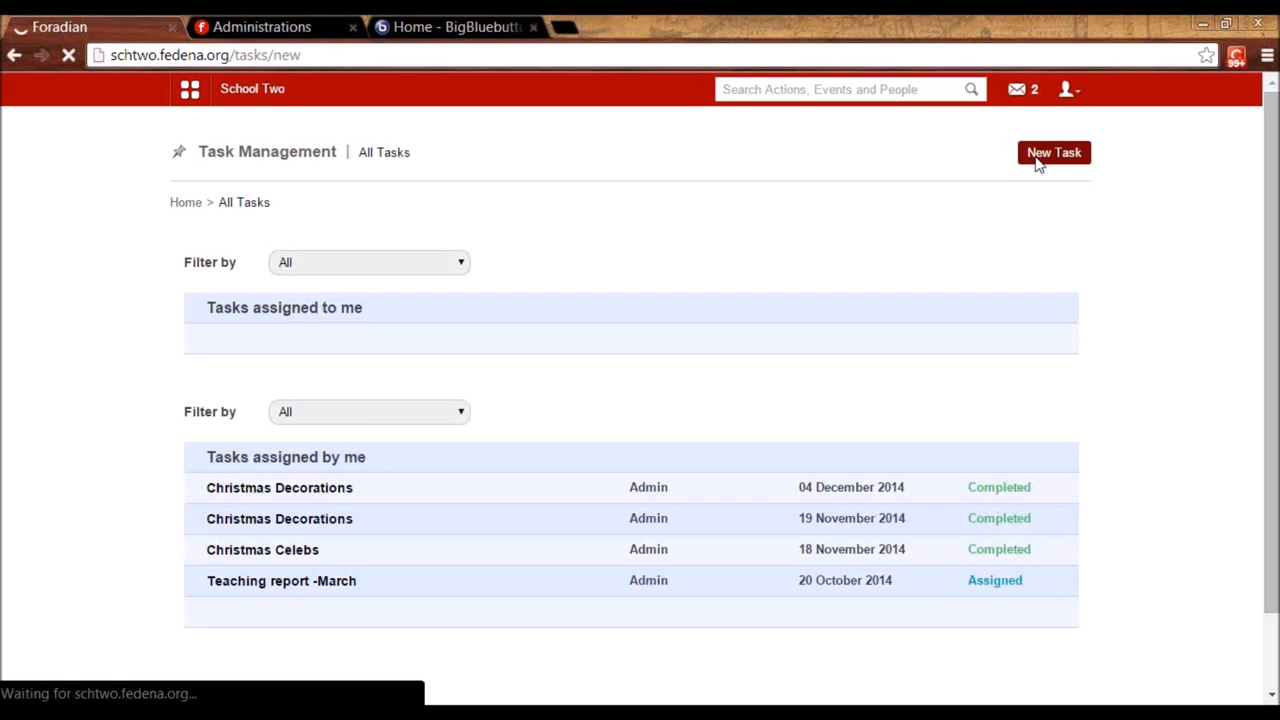 Foradian
Administrations
Home - BigBlueButto
schtwo.fedena.org/tasks/new
99+
School Two
Search Actions, Events and People
2
Task Management | All Tasks
New Task
Home > All Tasks
Filter by All
Tasks assigned to me
Filter by All
Tasks assigned by me
Christmas Decorations Admin 04 December 2014 Completed
Christmas Decorations Admin 19 November 2014 Completed
Christmas Celebs Admin 18 November 2014 Completed
Teaching report -March Admin 20 October 2014 Assigned
Waiting for schtwo.fedena.org...